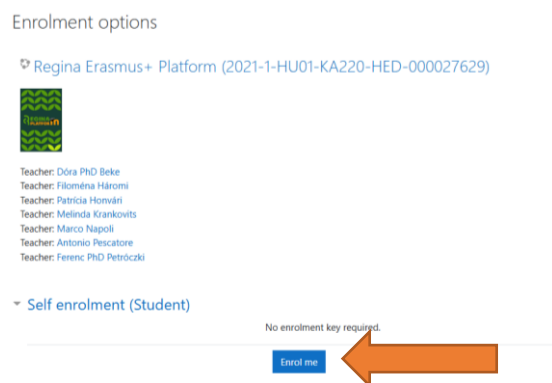 Enrolment options
Regina Erasmus+ Platform (2021-1-HU01-KA220-HED-000027629)
Teacher: Dóra PhD Beke
Teacher: Filoména Háromi
Teacher: Patrícia Honvári
Teacher: Melinda Krankovits
Teacher: Marco Napoli
Teacher: Antonio Pescatore
Teacher: Ferenc PhD Petróczki
Self enrolment (Student)
No enrolment key required.
Enrol me